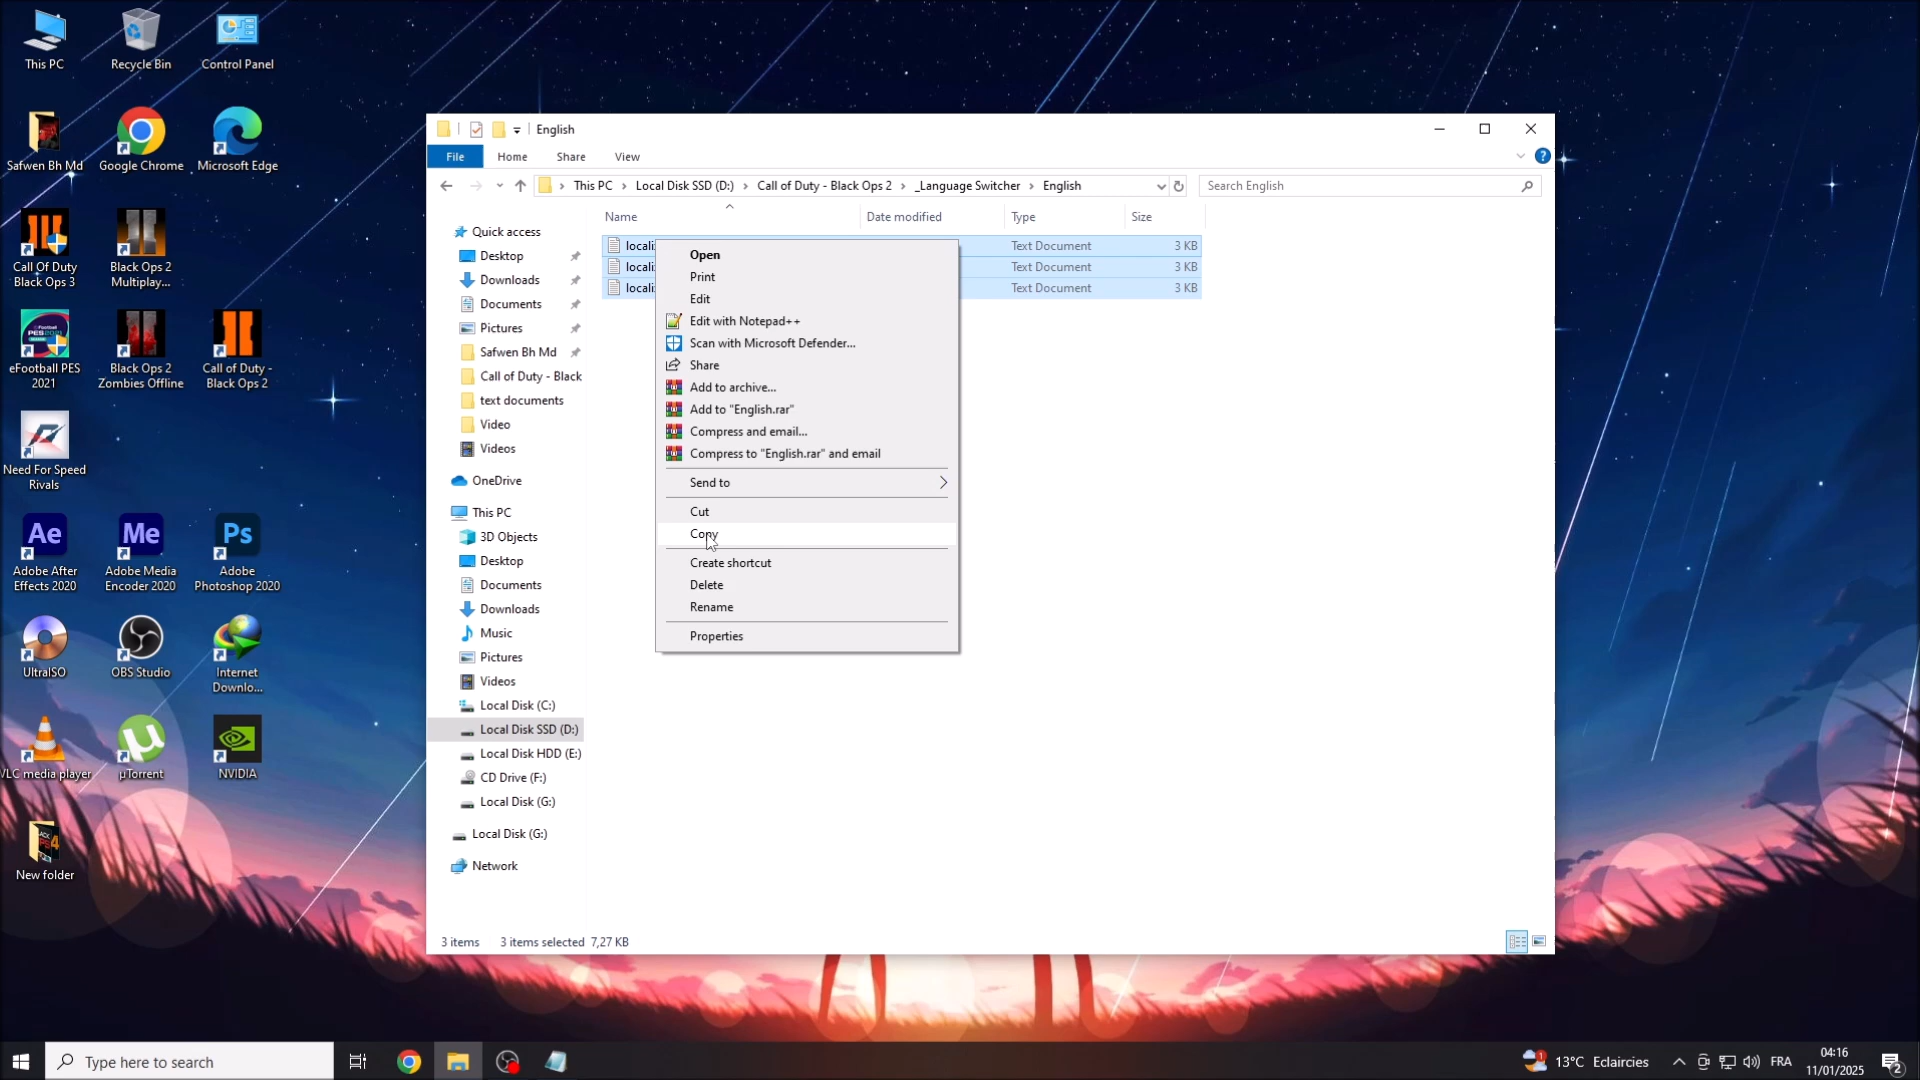 This PC
Recycle Bin
Control Panel
Safwen Bh Md
Google Chrome
Microsoft Edge
Call Of Duty
Black Ops 3
Black Ops 2
Multiplay...
eFootball PES
2021
Black Ops 2
Zombies Offline
Call of Duty -
Black Ops 2
Need For Speed
Rivals
Ae
Me
Ps
Adobe After
Effects 2020
Adobe Media
Encoder 2020
Adobe
Photoshop 2020
UltraISO
OBS Studio
Internet
Downlo...
VLC media player
µTorrent
NVIDIA
New folder
English
File
Home
Share
View
This PC
Local Disk SSD (D:)
Call of Duty - Black Ops 2
_Language Switcher
English
Search English
Name
Date modified
Type
Size
Quick access
Desktop
Downloads
Documents
Pictures
Safwen Bh Md
Call of Duty - Black
text documents
Video
Videos
OneDrive
This PC
3D Objects
Desktop
Documents
Downloads
Music
Pictures
Videos
Local Disk (C:)
Local Disk SSD (D:)
Local Disk HDD (E:)
CD Drive (F:)
Local Disk (G:)
Local Disk (G:)
Network
Text Document 3 KB
Text Document 3 KB
Text Document 3 KB
Open
Print
Edit
Edit with Notepad++
Scan with Microsoft Defender...
Share
Add to archive...
Add to "English.rar"
Compress and email...
Compress to "English.rar" and email
Send to
Cut
Copy
Create shortcut
Delete
Rename
Properties
3 items 3 items selected 7,27 KB
Type here to search
13°C Eclaircies
FRA
04:16
11/01/2025
2